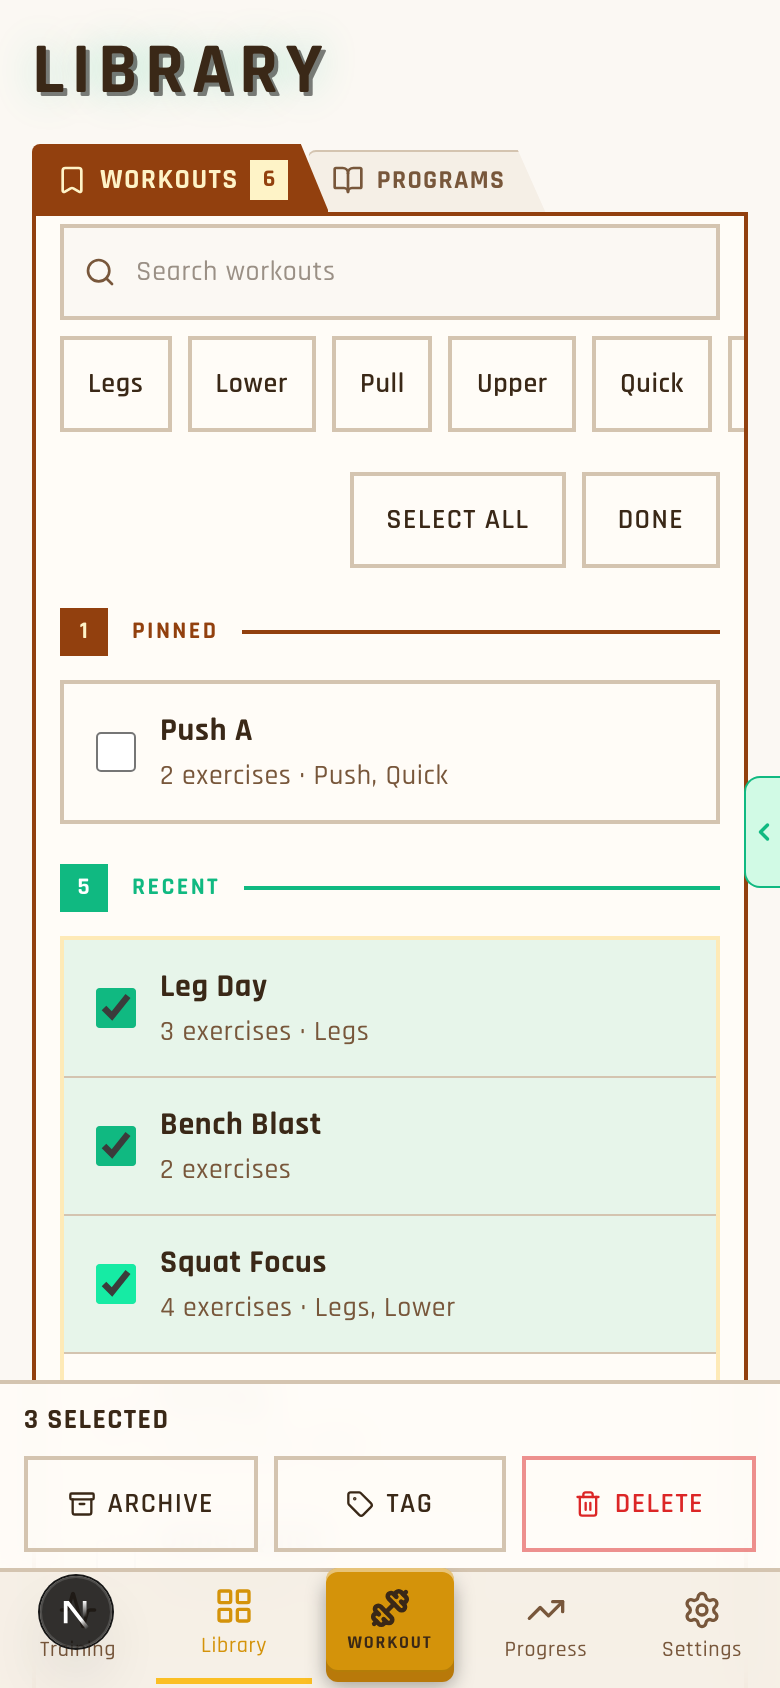 LIBRARY
WORKOUTS 6 PROGRAMS
Search workouts
Legs Lower Pull Upper Quick
SELECT ALL DONE
1 PINNED
Push A
2 exercises · Push, Quick
5 RECENT
Leg Day
3 exercises · Legs
Bench Blast
2 exercises
Squat Focus
4 exercises · Legs, Lower
3 SELECTED
ARCHIVE TAG DELETE
N
Training Library WORKOUT Progress Settings